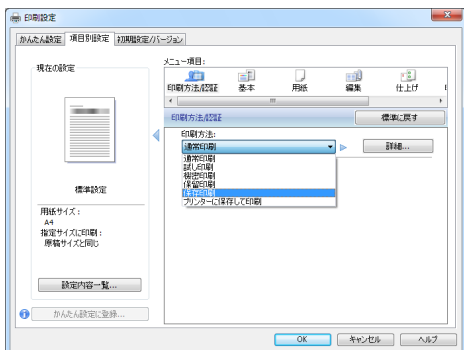 印刷設定
かんたん設定 項目別設定 初期設定/バージョン
現在の設定
メニュー項目:
印刷方法/認証 基本 用紙 編集 仕上げ
印刷方法/認証 標準に戻す
印刷方法:
通常印刷 詳細...
通常印刷
試し印刷
機密印刷
保留印刷
保存印刷
プリンターに保存して印刷
標準設定
用紙サイズ:
A4
指定サイズに印刷:
原稿サイズと同じ
設定内容一覧...
かんたん設定に登録...
OK キャンセル ヘルプ